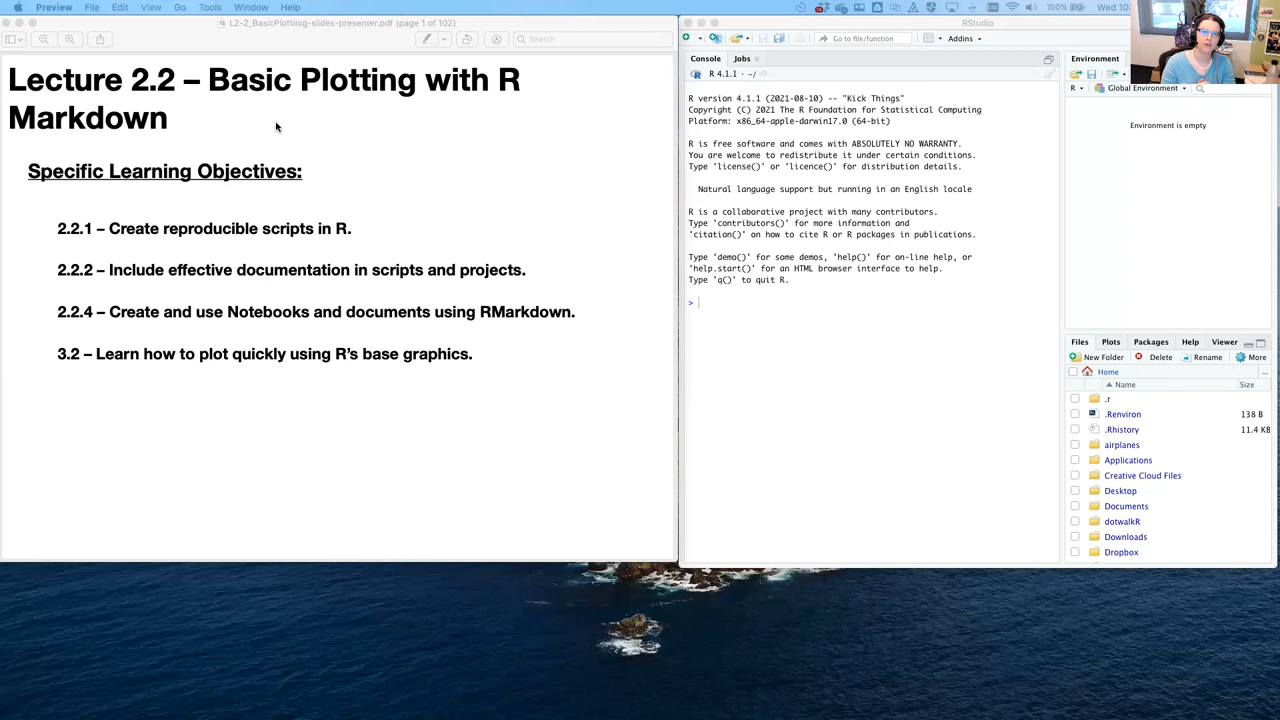 Preview File Edit View Go Tools Window Help
100% Wed 10
L2-2_BasicPlotting-slides-presenter.pdf (page 1 of 102)
Search
Lecture 2.2 – Basic Plotting with R
Markdown
Specific Learning Objectives:
2.2.1 – Create reproducible scripts in R.
2.2.2 – Include effective documentation in scripts and projects.
2.2.4 – Create and use Notebooks and documents using RMarkdown.
3.2 – Learn how to plot quickly using R's base graphics.
RStudio
Go to file/function
Addins
Console Jobs
R 4.1.1 · ~/
R version 4.1.1 (2021-08-10) -- "Kick Things"
Copyright (C) 2021 The R Foundation for Statistical Computing
Platform: x86_64-apple-darwin17.0 (64-bit)
R is free software and comes with ABSOLUTELY NO WARRANTY.
You are welcome to redistribute it under certain conditions.
Type 'license()' or 'licence()' for distribution details.
Natural language support but running in an English locale
R is a collaborative project with many contributors.
Type 'contributors()' for more information and
'citation()' on how to cite R or R packages in publications.
Type 'demo()' for some demos, 'help()' for on-line help, or
'help.start()' for an HTML browser interface to help.
Type 'q()' to quit R.
>
Environment
R Global Environment
Environment is empty
Files Plots Packages Help Viewer
New Folder Delete Rename More
Home ...
Name Size
.r
.Renviron 138 B
.Rhistory 11.4 KB
airplanes
Applications
Creative Cloud Files
Desktop
Documents
dotwalkR
Downloads
Dropbox